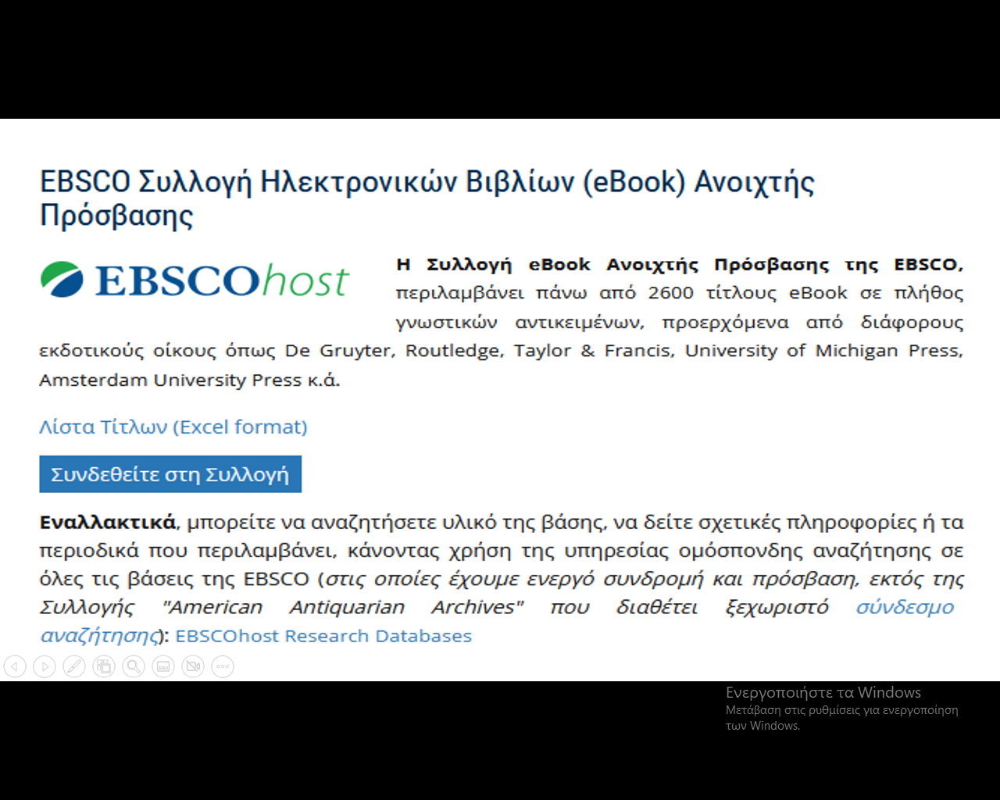 EBSCO Συλλογή Ηλεκτρονικών Βιβλίων (eBook) Ανοιχτής
Πρόσβασης
EBSCOhost
Η Συλλογή eBook Ανοιχτής Πρόσβασης της EBSCO,
περιλαμβάνει πάνω από 2600 τίτλους eBook σε πλήθος
γνωστικών αντικειμένων, προερχόμενα από διάφορους
εκδοτικούς οίκους όπως De Gruyter, Routledge, Taylor & Francis, University of Michigan Press,
Amsterdam University Press κ.ά.
Λίστα Τίτλων (Excel format)
Συνδεθείτε στη Συλλογή
Εναλλακτικά, μπορείτε να αναζητήσετε υλικό της βάσης, να δείτε σχετικές πληροφορίες ή τα
περιοδικά που περιλαμβάνει, κάνοντας χρήση της υπηρεσίας ομόσπονδης αναζήτησης σε
όλες τις βάσεις της EBSCO (στις οποίες έχουμε ενεργό συνδρομή και πρόσβαση, εκτός της
Συλλογής "American Antiquarian Archives" που διαθέτει ξεχωριστό σύνδεσμο
αναζήτησης): EBSCOhost Research Databases
Ενεργοποιήστε τα Windows
Μετάβαση στις ρυθμίσεις για ενεργοποίηση
των Windows.